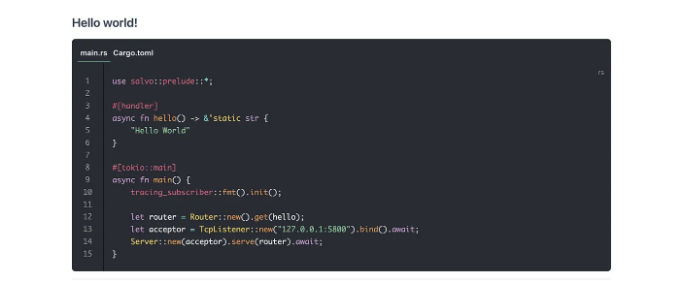 Hello world!
main.rs Cargo.toml
rs
1 use salvo::prelude::*;
2
3 #[handler]
4 async fn hello() -> &'static str {
5 "Hello World"
6 }
7
8 #[tokio::main]
9 async fn main() {
10 tracing_subscriber::fmt().init();
11
12 let router = Router::new().get(hello);
13 let acceptor = TcpListener::new("127.0.0.1:5800").bind().await;
14 Server::new(acceptor).serve(router).await;
15 }